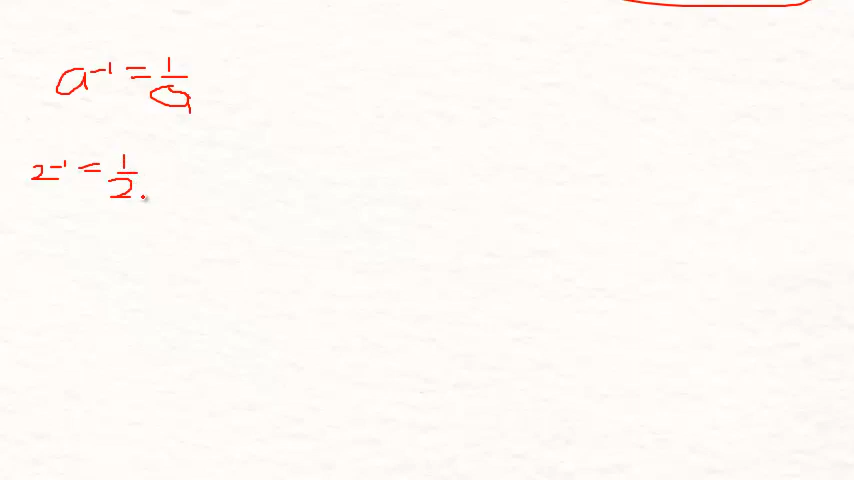 a⁻¹ = 1/a
2⁻¹ = 1/2.